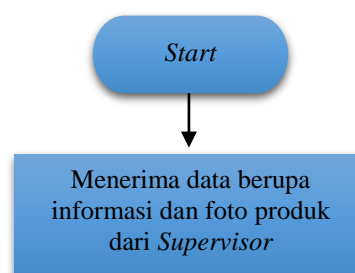 Start
Menerima data berupa
informasi dan foto produk
dari Supervisor